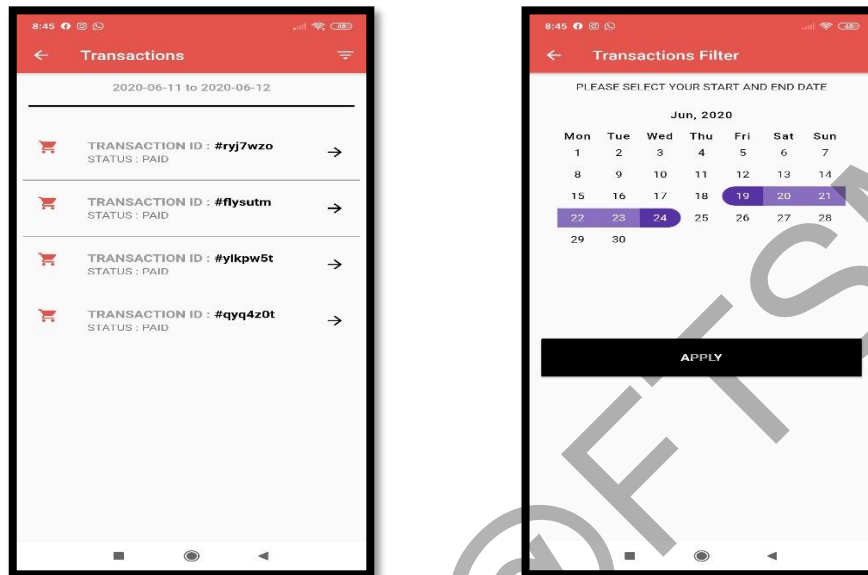 8:45
48
Transactions
2020-06-11 to 2020-06-12
TRANSACTION ID : #ryj7wzo
STATUS : PAID
TRANSACTION ID : #flysutm
STATUS : PAID
TRANSACTION ID : #ylkpw5t
STATUS : PAID
TRANSACTION ID : #qyq4z0t
STATUS : PAID
8:45
48
Transactions Filter
PLEASE SELECT YOUR START AND END DATE
Jun, 2020
Mon Tue Wed Thu Fri Sat Sun
1 2 3 4 5 6 7
8 9 10 11 12 13 14
15 16 17 18 19 20 21
22 23 24 25 26 27 28
29 30
APPLY
@FTSM